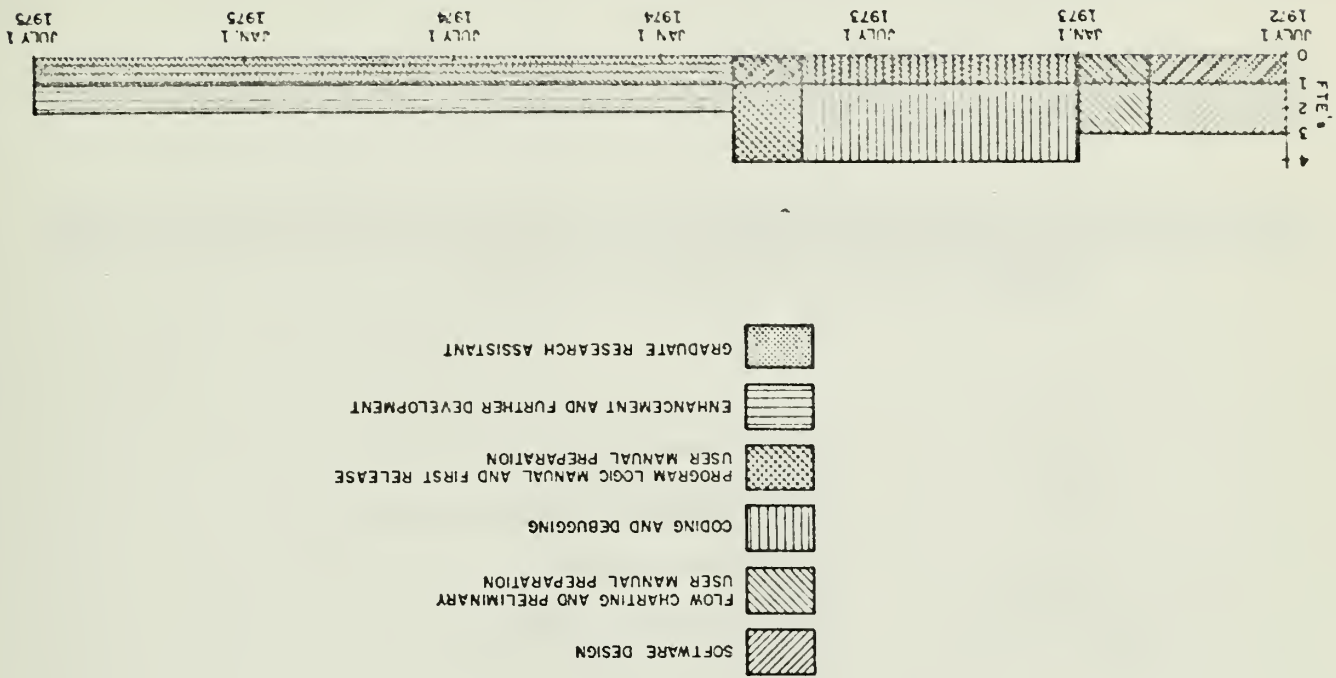 SOFTWARE DESIGN
FLOW CHARTING AND PRELIMINARY
USER MANUAL PREPARATION
CODING AND DEBUGGING
PROGRAM LOGIC MANUAL AND FIRST RELEASE
USER MANUAL PREPARATION
ENHANCEMENT AND FURTHER DEVELOPMENT
GRADUATE RESEARCH ASSISTANT
FTE's
4
3
2
1
0
JULY 1
1972
JAN. 1
1973
JULY 1
1973
JAN. 1
1974
JULY 1
1974
JAN. 1
1975
JULY 1
1975